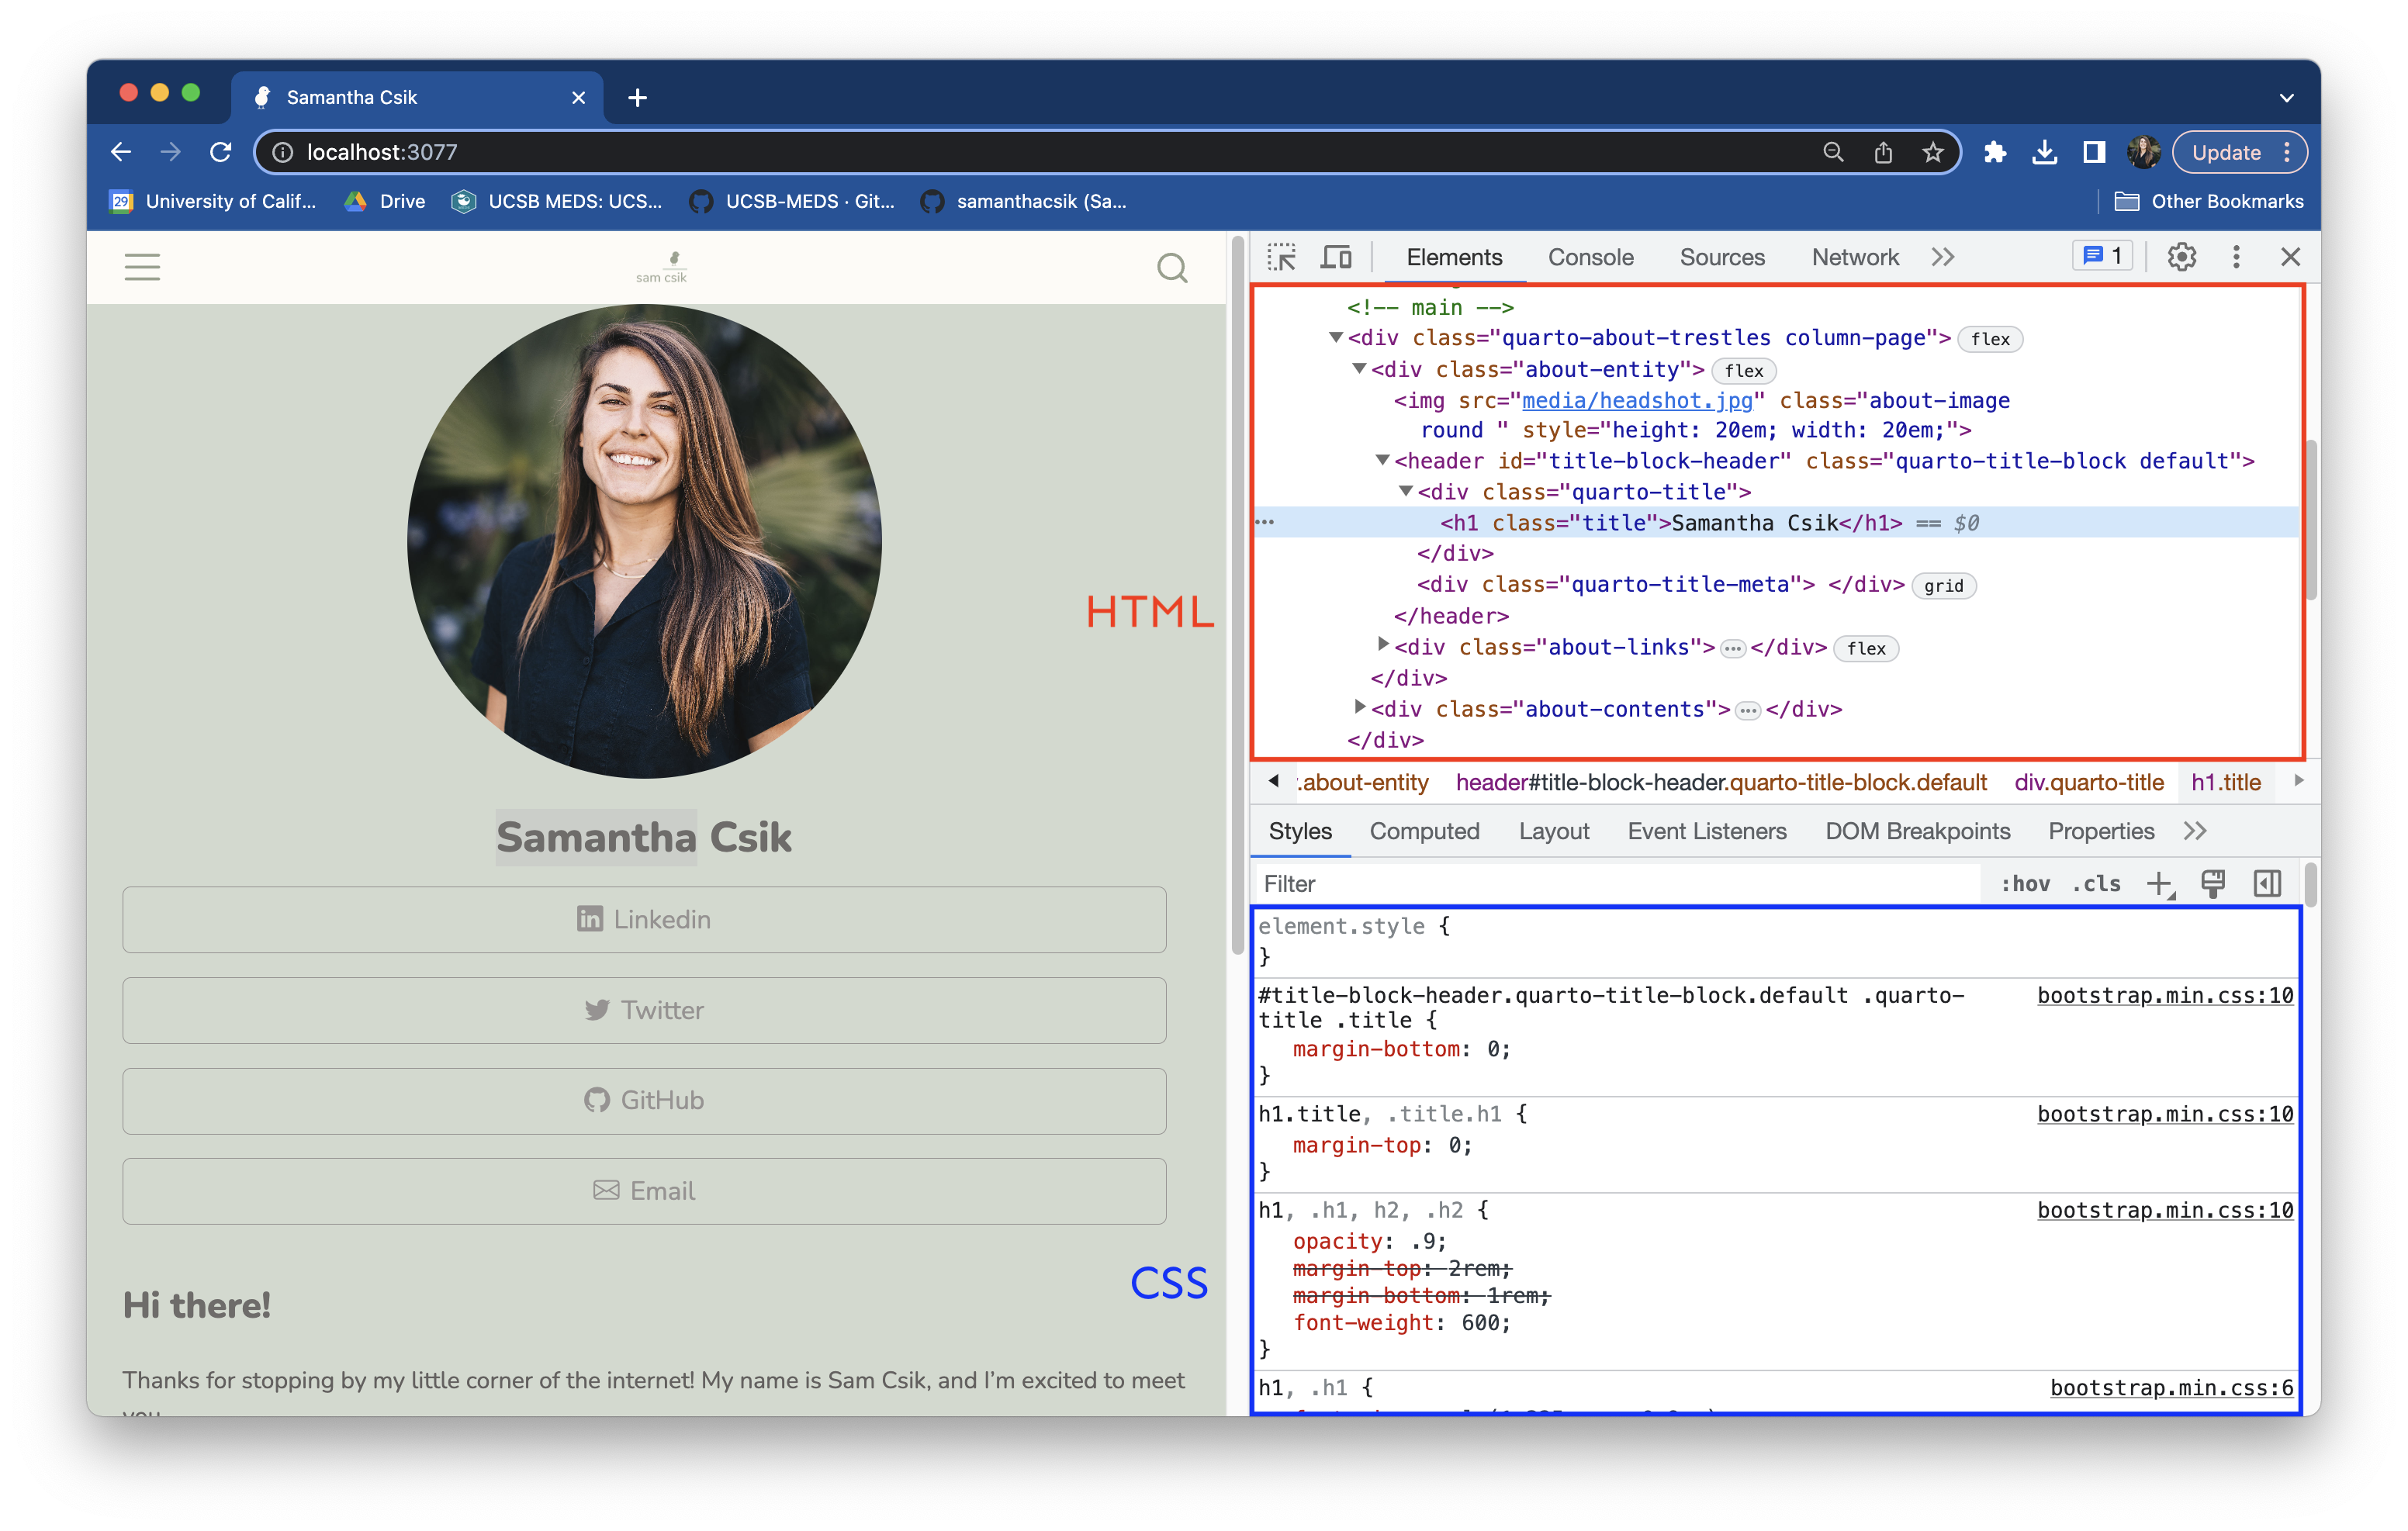 Samantha Csik
localhost:3077
Update
29 University of Calif... Drive UCSB MEDS: UCS... UCSB-MEDS · Git... samanthacsik (Sa... Other Bookmarks
sam csik
Samantha Csik
Linkedin
Twitter
GitHub
Email
Hi there!
Thanks for stopping by my little corner of the internet! My name is Sam Csik, and I'm excited to meet
HTML
CSS
Elements Console Sources Network 1
<!-- main -->
<div class="quarto-about-trestles column-page"> flex
<div class="about-entity"> flex
<img src="media/headshot.jpg" class="about-image
round " style="height: 20em; width: 20em;">
<header id="title-block-header" class="quarto-title-block default">
<div class="quarto-title">
<h1 class="title">Samantha Csik</h1> == $0
</div>
<div class="quarto-title-meta"> </div> grid
</header>
<div class="about-links"> ... </div> flex
</div>
<div class="about-contents"> ... </div>
</div>
.about-entity header#title-block-header.quarto-title-block.default div.quarto-title h1.title
Styles Computed Layout Event Listeners DOM Breakpoints Properties
Filter :hov .cls
element.style {
}
#title-block-header.quarto-title-block.default .quarto- bootstrap.min.css:10
title .title {
margin-bottom: 0;
}
h1.title, .title.h1 { bootstrap.min.css:10
margin-top: 0;
}
h1, .h1, h2, .h2 { bootstrap.min.css:10
opacity: .9;
margin-top: 2rem;
margin-bottom: 1rem;
font-weight: 600;
}
h1, .h1 { bootstrap.min.css:6